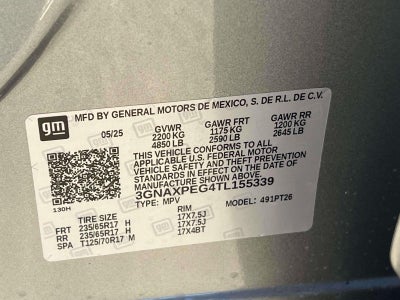 gm
MFD BY GENERAL MOTORS DE MEXICO, S. DE R.L. DE C.V.
05/25 GVWR GAWR FRT GAWR RR
2200 KG 1175 KG 1200 KG
4850 LB 2590 LB 2645 LB
THIS VEHICLE CONFORMS TO ALL
APPLICABLE U.S. FEDERAL MOTOR
VEHICLE SAFETY AND THEFT PREVENTION
STANDARDS IN EFFECT ON THE DATE OF
MANUFACTURE SHOWN ABOVE.
3GNAXPEG4TL155339
130H TYPE: MPV MODEL: 491PT26
TIRE SIZE RIM
FRT 235/65R17 H 17X7.5J
RR 235/65R17 H 17X7.5J
SPA T125/70R17 M 17X4BT